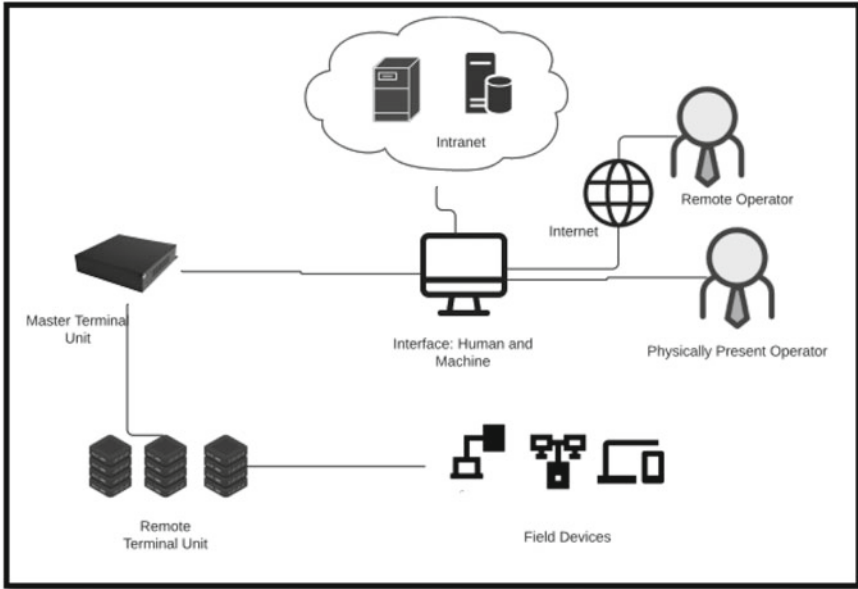 Intranet
Remote Operator
Internet
Master Terminal
Unit
Interface: Human and
Machine
Physically Present Operator
Remote
Terminal Unit
Field Devices